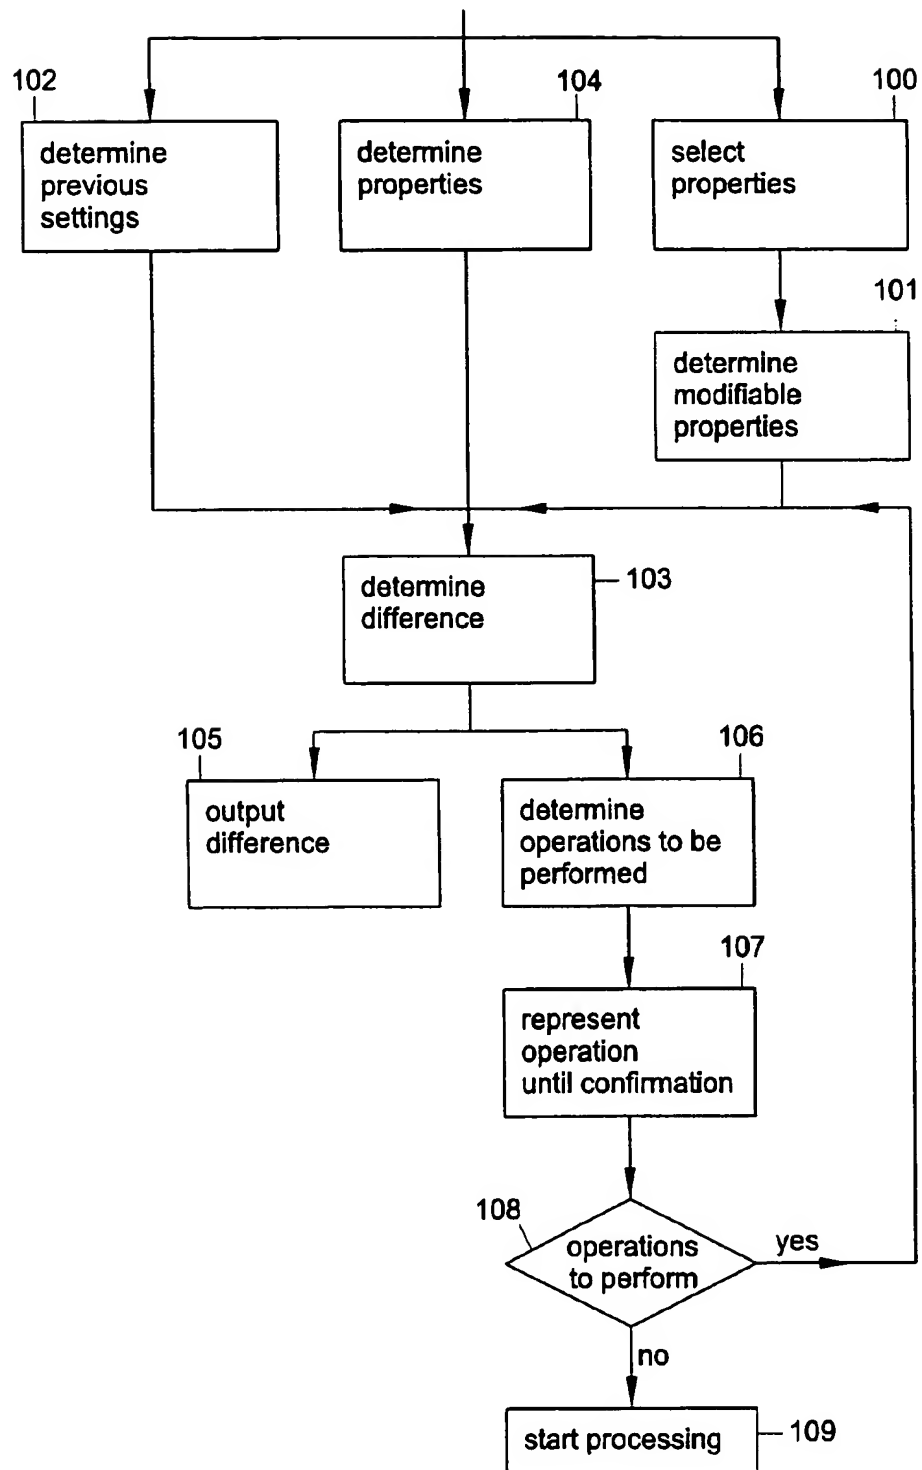 102
104
100
determine
previous
settings
determine
properties
select
properties
101
determine
modifiable
properties
determine
difference
103
105
106
output
difference
determine
operations to be
performed
107
represent
operation
until confirmation
108
operations
to perform
yes
no
start processing
109